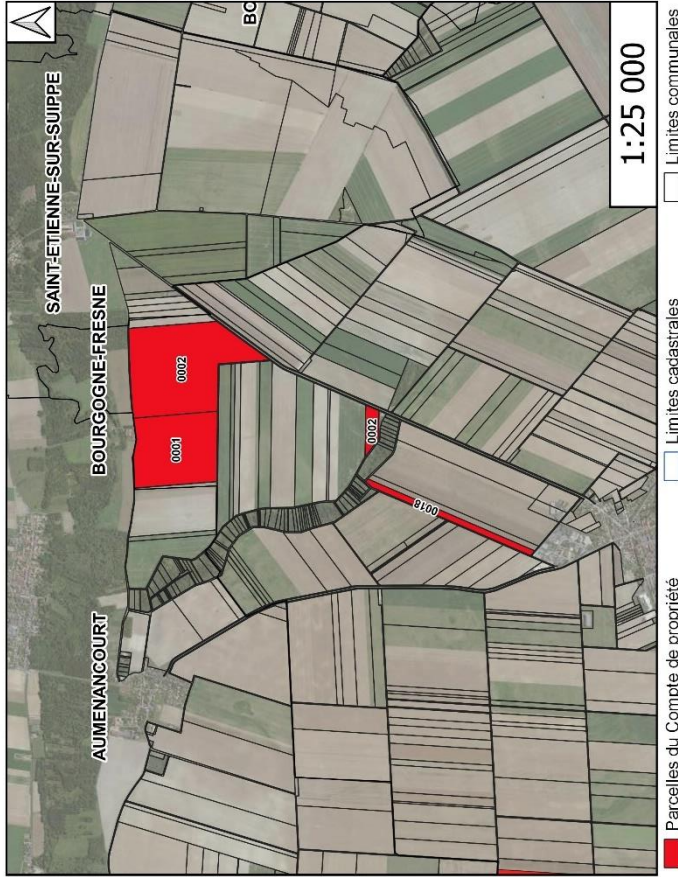 SAINT-ETIENNE-SUR-SUIPPE
BO
BOURGOGNE-FRESNE
AUMENANCOURT
0001
0002
0002
0018
1:25 000
Parcelles du Compte de propriété
Limites cadastrales
Limites communales